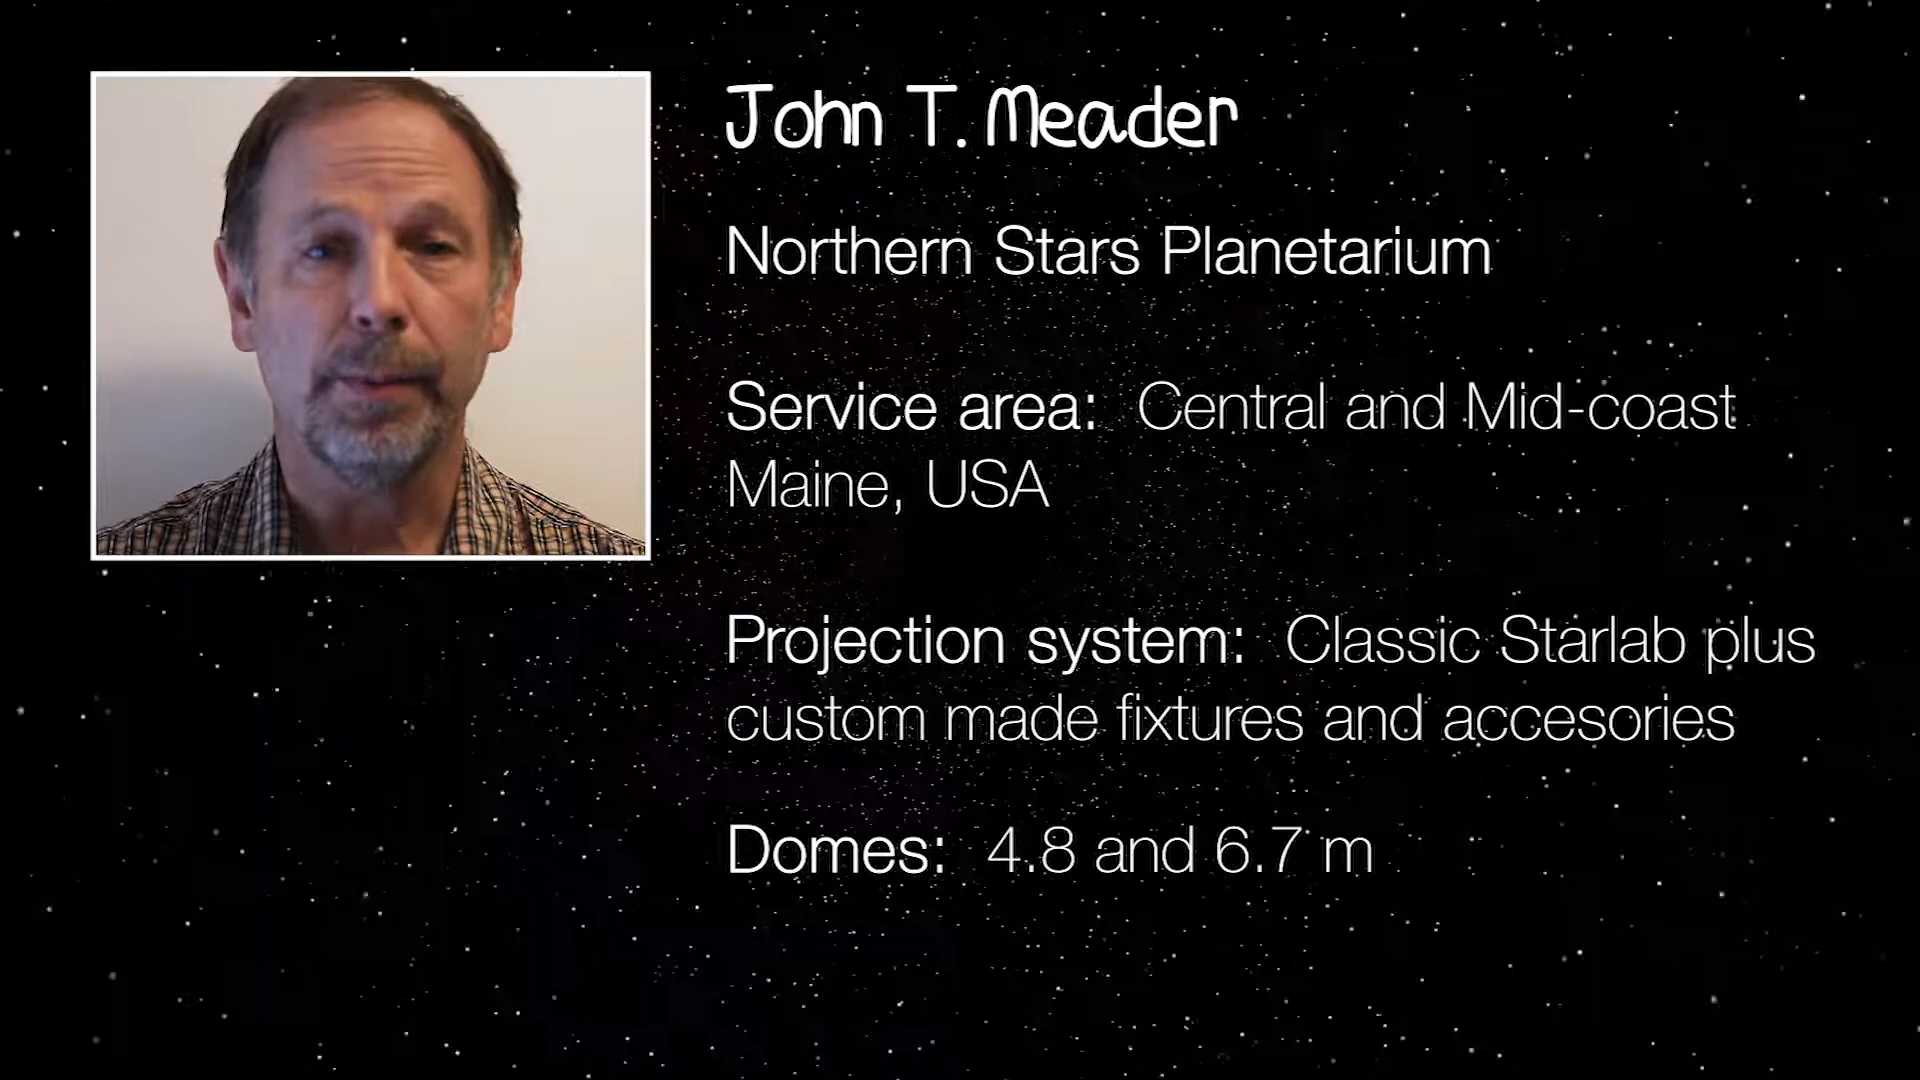 John T. Meader
Northern Stars Planetarium
Service area: Central and Mid-coast
Maine, USA
Projection system: Classic Starlab plus
custom made fixtures and accesories
Domes: 4.8 and 6.7 m